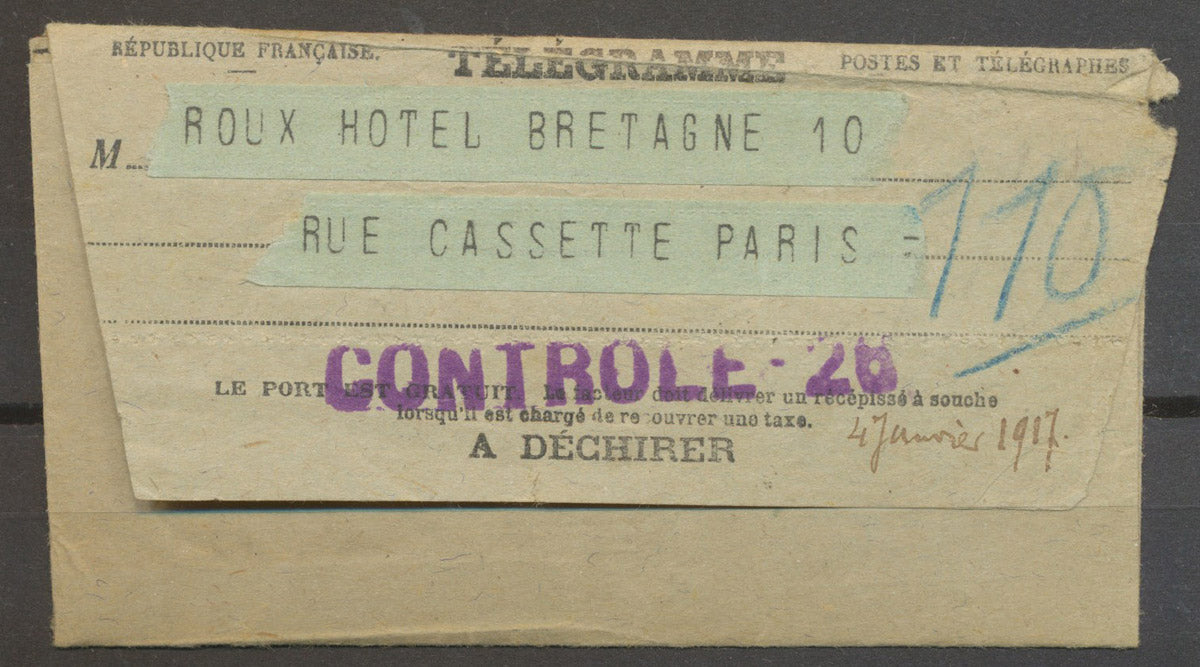 RÉPUBLIQUE FRANÇAISE. TÉLÉGRAMME POSTES ET TÉLÉGRAPHES
M.... ROUX HOTEL BRETAGNE 10
RUE CASSETTE PARIS =
110
CONTROLE - 26
LE PORT EST GRATUIT. Le facteur doit délivrer un récépissé à souche
lorsqu'il est chargé de recouvrer une taxe.
4 Janvier 1917.
A DÉCHIRER